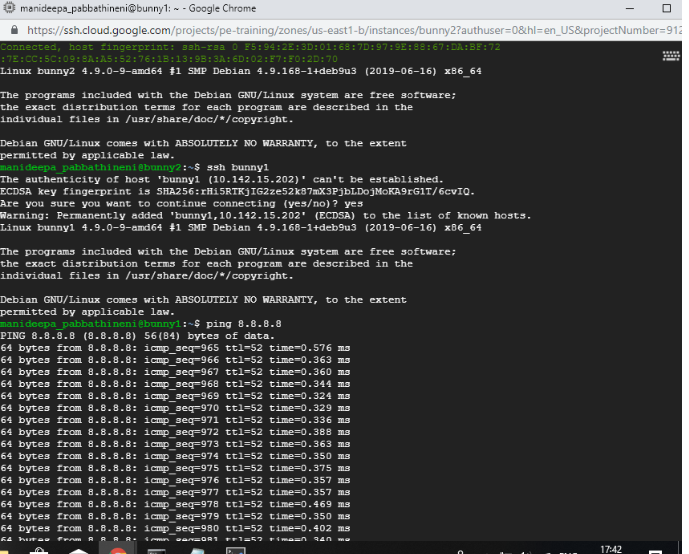 manideepa_pabbathineni@bunny1: ~ - Google Chrome
https://ssh.cloud.google.com/projects/pe-training/zones/us-east1-b/instances/bunny2?authuser=0&hl=en_US&projectNumber=912
Connected, host fingerprint: ssh-rsa 0 F5:94:2E:3D:01:68:7D:97:9E:88:67:DA:BF:72
:7E:CC:5C:09:8A:A5:52:76:1B:13:9B:3A:6D:02:F7:F0:2D:70
Linux bunny2 4.9.0-9-amd64 #1 SMP Debian 4.9.168-1+deb9u3 (2019-06-16) x86_64
The programs included with the Debian GNU/Linux system are free software;
the exact distribution terms for each program are described in the
individual files in /usr/share/doc/*/copyright.
Debian GNU/Linux comes with ABSOLUTELY NO WARRANTY, to the extent
permitted by applicable law.
manideepa_pabbathineni@bunny2:~$ ssh bunny1
The authenticity of host 'bunny1 (10.142.15.202)' can't be established.
ECDSA key fingerprint is SHA256:rHi5RTKjIG2ze52k87mX3PjbLDojMoKA9rG1T/6cvIQ.
Are you sure you want to continue connecting (yes/no)? yes
Warning: Permanently added 'bunny1,10.142.15.202' (ECDSA) to the list of known hosts.
Linux bunny1 4.9.0-9-amd64 #1 SMP Debian 4.9.168-1+deb9u3 (2019-06-16) x86_64
The programs included with the Debian GNU/Linux system are free software;
the exact distribution terms for each program are described in the
individual files in /usr/share/doc/*/copyright.
Debian GNU/Linux comes with ABSOLUTELY NO WARRANTY, to the extent
permitted by applicable law.
manideepa_pabbathineni@bunny1:~$ ping 8.8.8.8
PING 8.8.8.8 (8.8.8.8) 56(84) bytes of data.
64 bytes from 8.8.8.8: icmp_seq=965 ttl=52 time=0.576 ms
64 bytes from 8.8.8.8: icmp_seq=966 ttl=52 time=0.363 ms
64 bytes from 8.8.8.8: icmp_seq=967 ttl=52 time=0.360 ms
64 bytes from 8.8.8.8: icmp_seq=968 ttl=52 time=0.344 ms
64 bytes from 8.8.8.8: icmp_seq=969 ttl=52 time=0.324 ms
64 bytes from 8.8.8.8: icmp_seq=970 ttl=52 time=0.329 ms
64 bytes from 8.8.8.8: icmp_seq=971 ttl=52 time=0.336 ms
64 bytes from 8.8.8.8: icmp_seq=972 ttl=52 time=0.388 ms
64 bytes from 8.8.8.8: icmp_seq=973 ttl=52 time=0.363 ms
64 bytes from 8.8.8.8: icmp_seq=974 ttl=52 time=0.350 ms
64 bytes from 8.8.8.8: icmp_seq=975 ttl=52 time=0.375 ms
64 bytes from 8.8.8.8: icmp_seq=976 ttl=52 time=0.357 ms
64 bytes from 8.8.8.8: icmp_seq=977 ttl=52 time=0.357 ms
64 bytes from 8.8.8.8: icmp_seq=978 ttl=52 time=0.469 ms
64 bytes from 8.8.8.8: icmp_seq=979 ttl=52 time=0.350 ms
64 bytes from 8.8.8.8: icmp_seq=980 ttl=52 time=0.402 ms
64 bytes from 8.8.8.8: icmp_seq=981 ttl=52 time=0.340 ms
17:42